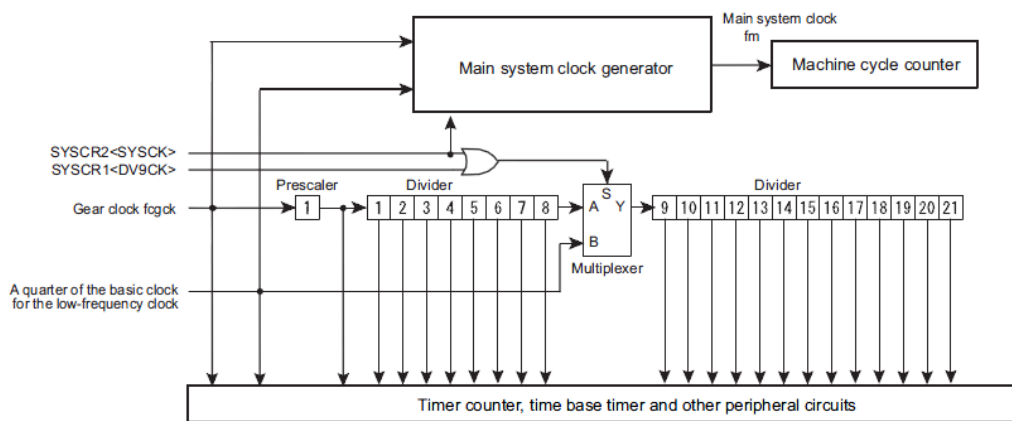 Main system clock
fm
Main system clock generator
Machine cycle counter
SYSCR2<SYSCK>
SYSCR1<DV9CK>
Prescaler
Divider
S
Divider
Gear clock fcgck
1
1 2 3 4 5 6 7 8
A Y
9 10 11 12 13 14 15 16 17 18 19 20 21
B
Multiplexer
A quarter of the basic clock
for the low-frequency clock
Timer counter, time base timer and other peripheral circuits